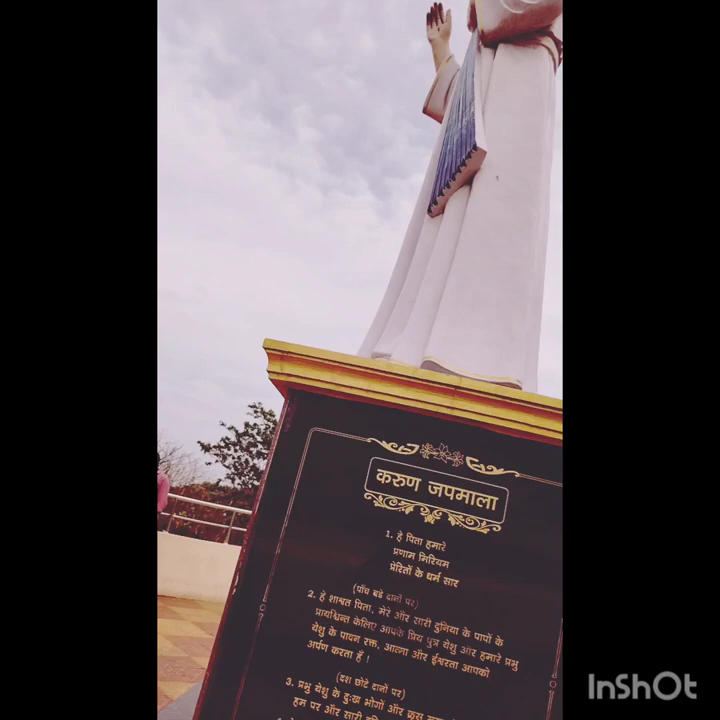 करुण जपमाला
1. हे पिता हमारे
प्रणाम मिरियम
प्रेरितों के धर्म सार
(पाँच बडे दानों पर)
2. हे शाश्वत पिता, मेरे और सारी दुनिया के पापों के
प्रायश्चित्त केलिए आपके प्रिय पुत्र येशु और हमारे प्रभु
येशु के पावन रक्त, आत्मा और ईश्वरता आपको
अर्पण करता हूँ !
(दश छोटे दानों पर)
3. प्रभु येशु के दुःख भोगों और क्रूस
हम पर और सारी
InShOt